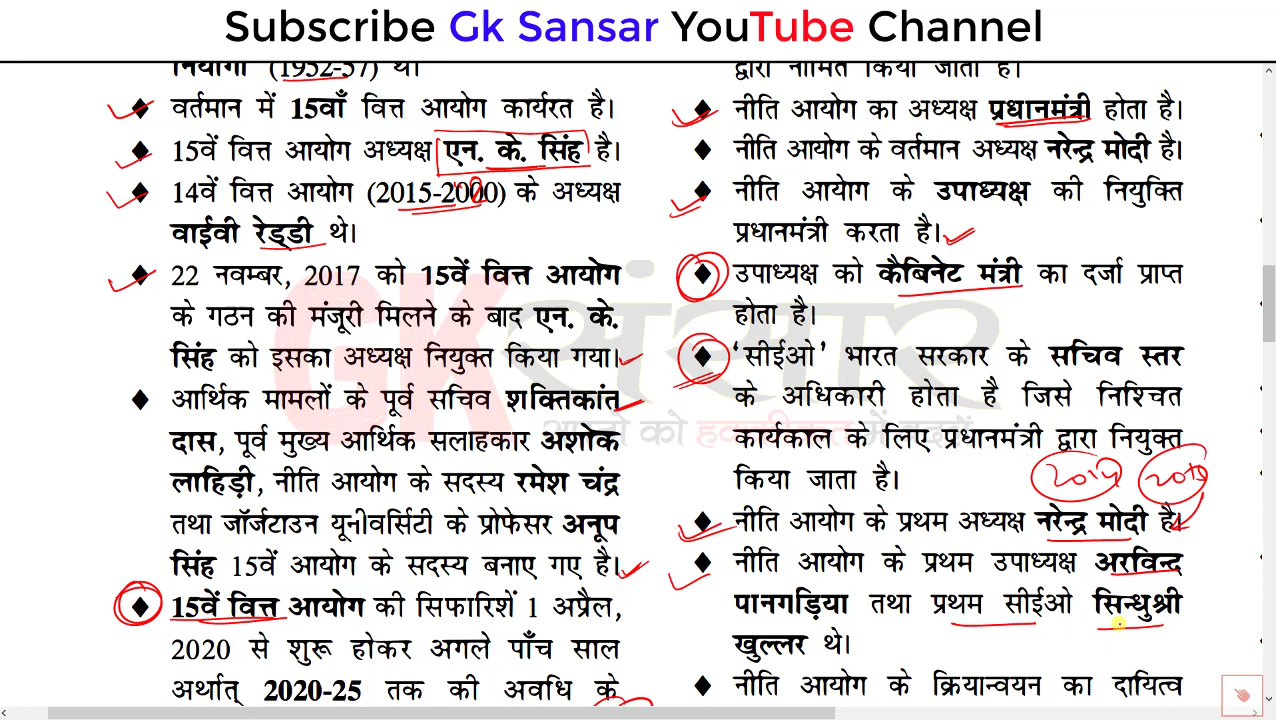 Subscribe Gk Sansar YouTube Channel
(1952-57) थे।
वर्तमान में 15वाँ वित्त आयोग कार्यरत है।
15वें वित्त आयोग अध्यक्ष एन. के. सिंह है।
14वें वित्त आयोग (2015-2000) के अध्यक्ष
वाईवी रेड्डी थे।
22 नवम्बर, 2017 को 15वें वित्त आयोग
के गठन की मंजूरी मिलने के बाद एन. के.
सिंह को इसका अध्यक्ष नियुक्त किया गया।
आर्थिक मामलों के पूर्व सचिव शक्तिकांत
दास, पूर्व मुख्य आर्थिक सलाहकार अशोक
लाहिड़ी, नीति आयोग के सदस्य रमेश चंद्र
तथा जॉर्जटाउन यूनीवर्सिटी के प्रोफेसर अनूप
सिंह 15वें आयोग के सदस्य बनाए गए है।
15वें वित्त आयोग की सिफारिशें 1 अप्रैल,
2020 से शुरू होकर अगले पाँच साल
अर्थात् 2020-25 तक की अवधि के
द्वारा नामित किया जाता है।
नीति आयोग का अध्यक्ष प्रधानमंत्री होता है।
नीति आयोग के वर्तमान अध्यक्ष नरेन्द्र मोदी है।
नीति आयेाग के उपाध्यक्ष की नियुक्ति
प्रधानमंत्री करता है।
उपाध्यक्ष को कैबिनेट मंत्री का दर्जा प्राप्त
होता है।
‘सीईओ’ भारत सरकार के सचिव स्तर
के अधिकारी होता है जिसे निश्चित
कार्यकाल के लिए प्रधानमंत्री द्वारा नियुक्त
किया जाता है।
नीति आयोग के प्रथम अध्यक्ष नरेन्द्र मोदी है।
नीति आयोग के प्रथम उपाध्यक्ष अरविन्द
पानगड़िया तथा प्रथम सीईओ सिन्धुश्री
खुल्लर थे।
नीति आयोग के क्रियान्वयन का दायित्व
GK संसार